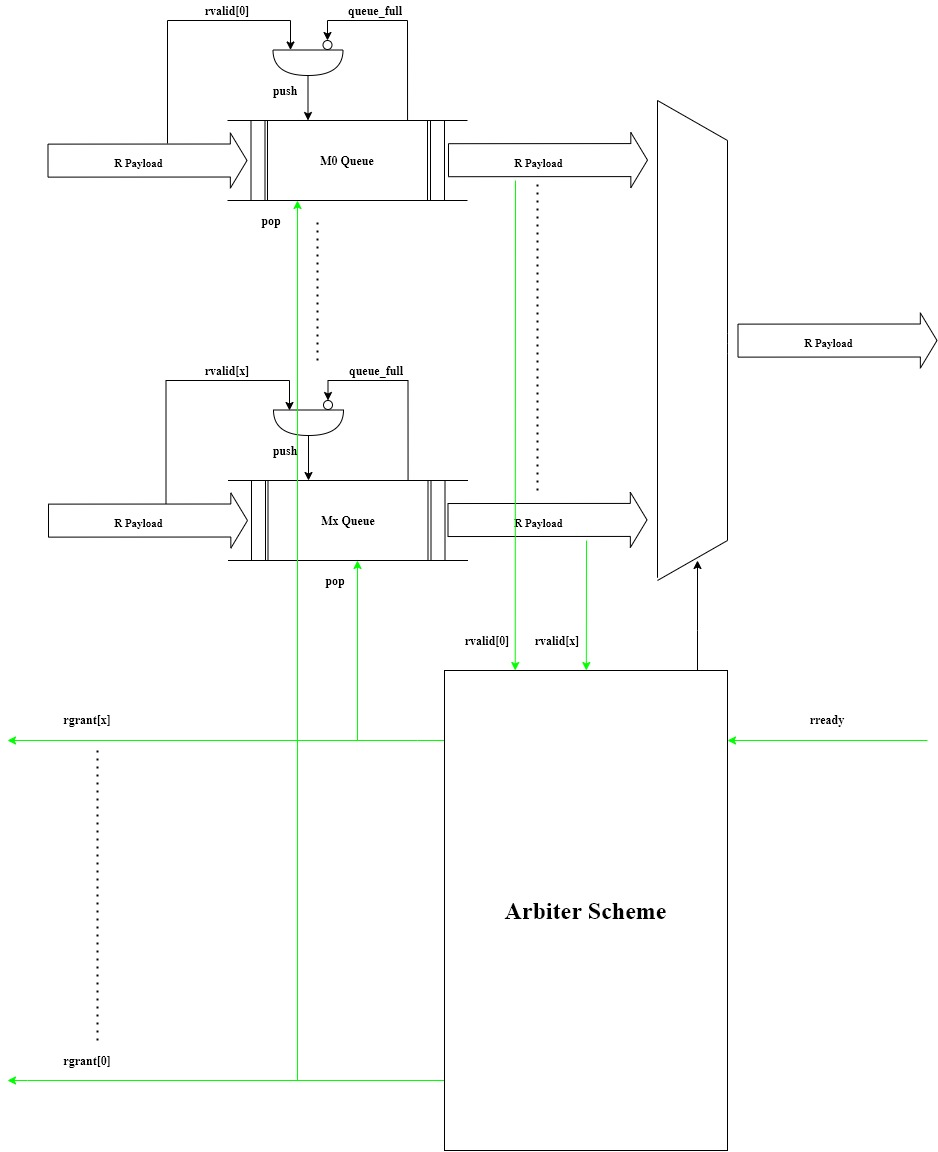 rvalid[0]
queue_full
push
R Payload
M0 Queue
R Payload
pop
R Payload
rvalid[x]
queue_full
push
R Payload
Mx Queue
R Payload
pop
rvalid[0]
rvalid[x]
rgrant[x]
rready
Arbiter Scheme
rgrant[0]